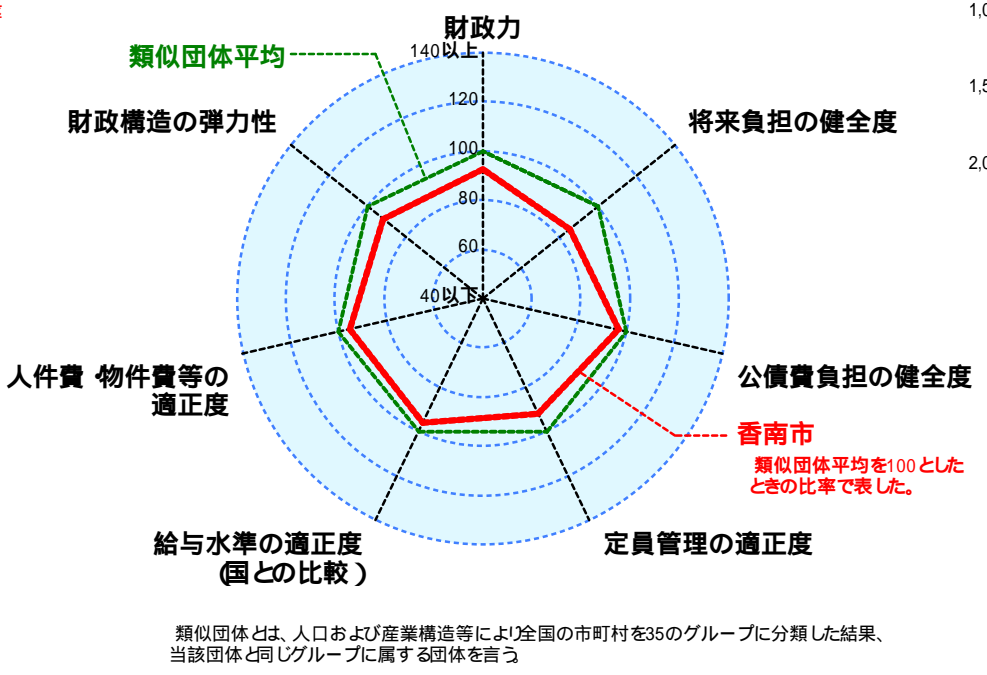 財政力
140以上
類似団体平均
120
財政構造の弾力性
将来負担の健全度
100
80
60
40以下
人件費・物件費等の
適正度
公債費負担の健全度
香南市
類似団体平均を100とした
ときの比率で表した。
給与水準の適正度
(国との比較)
定員管理の適正度
類似団体とは、人口および産業構造等により全国の市町村を35のグループに分類した結果、
当該団体と同じグループに属する団体を言う。